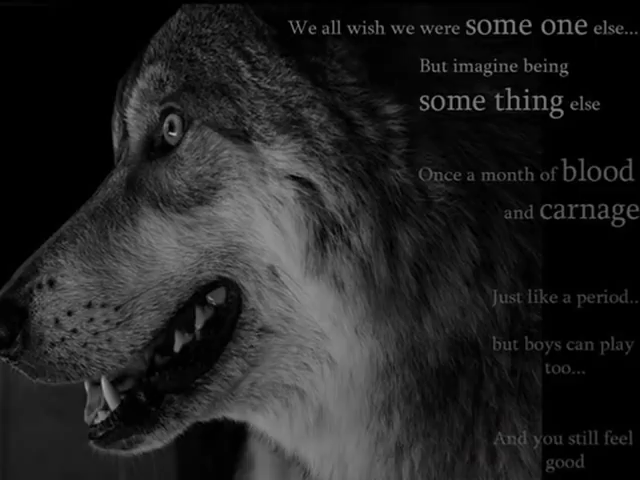 We all wish we were some one else...
But imagine being
some thing else
Once a month of blood
and carnage
Just like a period..
but boys can play
too...
And you still feel
good